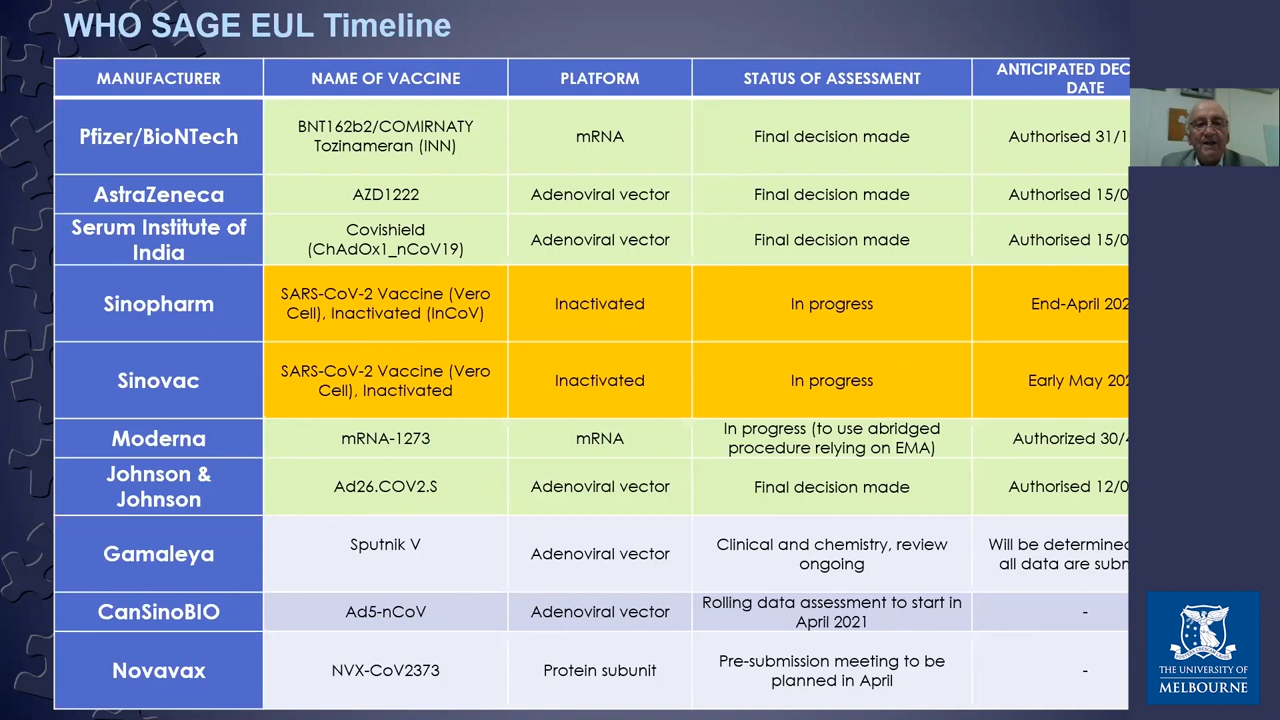 WHO SAGE EUL Timeline
MANUFACTURER
NAME OF VACCINE
PLATFORM
STATUS OF ASSESSMENT
ANTICIPATED
DATE
Pfizer/BioNTech
BNT162b2/COMIRNATY
Tozinameran (INN)
mRNA
Final decision made
Authorised 31/1
AstraZeneca
AZD1222
Adenoviral vector
Final decision made
Authorised 15/0
Serum Institute of
India
Covishield
(ChAdOx1_nCoV19)
Adenoviral vector
Final decision made
Authorised 15/0
Sinopharm
SARS-CoV-2 Vaccine (Vero
Cell), Inactivated (InCoV)
Inactivated
In progress
End-April 202
Sinovac
SARS-CoV-2 Vaccine (Vero
Cell), Inactivated
Inactivated
In progress
Early May 202
Moderna
mRNA-1273
mRNA
In progress (to use abridged
procedure relying on EMA)
Authorized 30/
Johnson &
Johnson
Ad26.COV2.S
Adenoviral vector
Final decision made
Authorised 12/0
Gamaleya
Sputnik V
Adenoviral vector
Clinical and chemistry, review
ongoing
Will be determined
all data are subm
CanSinoBIO
Ad5-nCoV
Adenoviral vector
Rolling data assessment to start in
April 2021
-
Novavax
NVX-CoV2373
Protein subunit
Pre-submission meeting to be
planned in April
-
THE UNIVERSITY OF
MELBOURNE